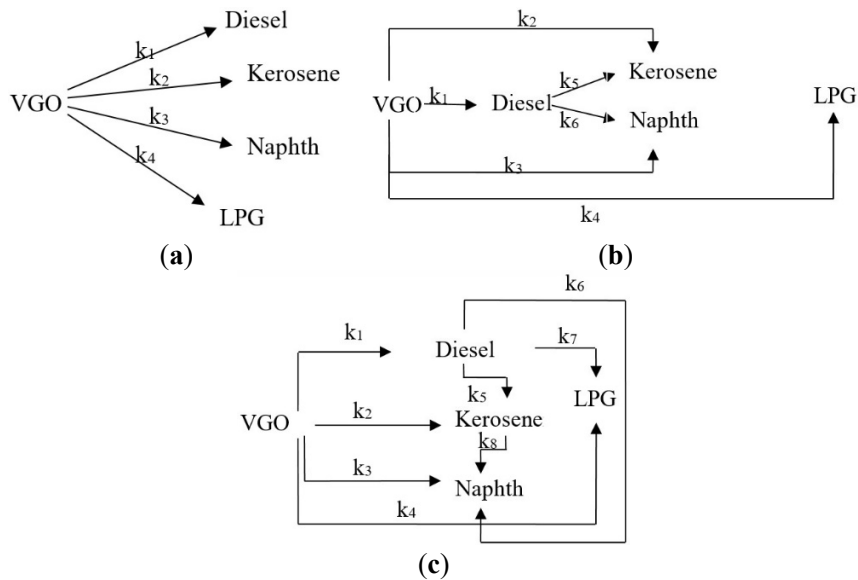 Diesel
k₁
k₂
Kerosene
VGO
k₃
Naphth
k₄
LPG
(a)
k₂
k₅
Kerosene
VGO
k₁
Diesel
LPG
k₆
Naphth
k₃
k₄
(b)
k₆
k₁
k₇
Diesel
k₅
LPG
VGO
k₂
Kerosene
k₈
k₃
Naphth
k₄
(c)